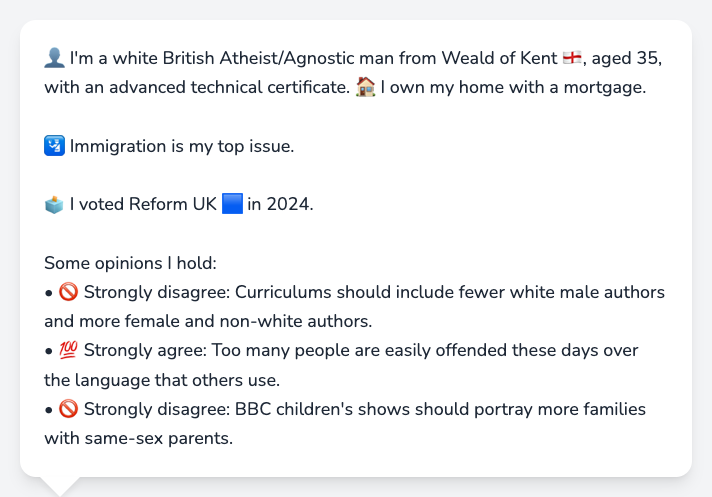 👤 I'm a white British Atheist/Agnostic man from Weald of Kent 🏴󠁧󠁢󠁥󠁮󠁧󠁿, aged 35,
with an advanced technical certificate. 🏠 I own my home with a mortgage.
🛂 Immigration is my top issue.
🗳️ I voted Reform UK 🟦 in 2024.
Some opinions I hold:
• 🚫 Strongly disagree: Curriculums should include fewer white male authors
and more female and non-white authors.
• 💯 Strongly agree: Too many people are easily offended these days over
the language that others use.
• 🚫 Strongly disagree: BBC children's shows should portray more families
with same-sex parents.